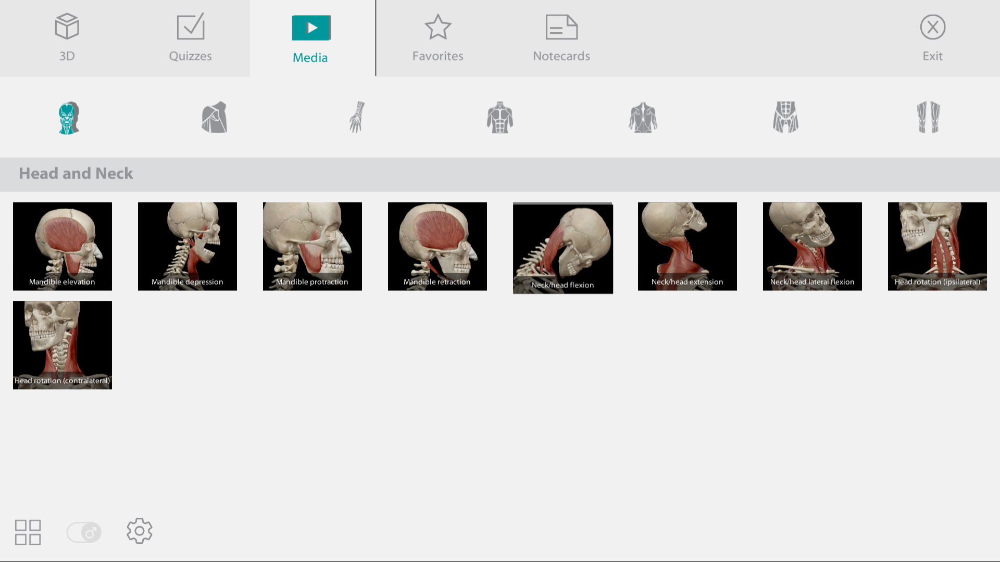 3D
Quizzes
Media
Favorites
Notecards
Exit
Head and Neck
Mandible elevation
Mandible depression
Mandible protraction
Mandible retraction
Neck/head flexion
Neck/head extension
Neck/head lateral flexion
Head rotation (ipsilateral)
Head rotation (contralateral)